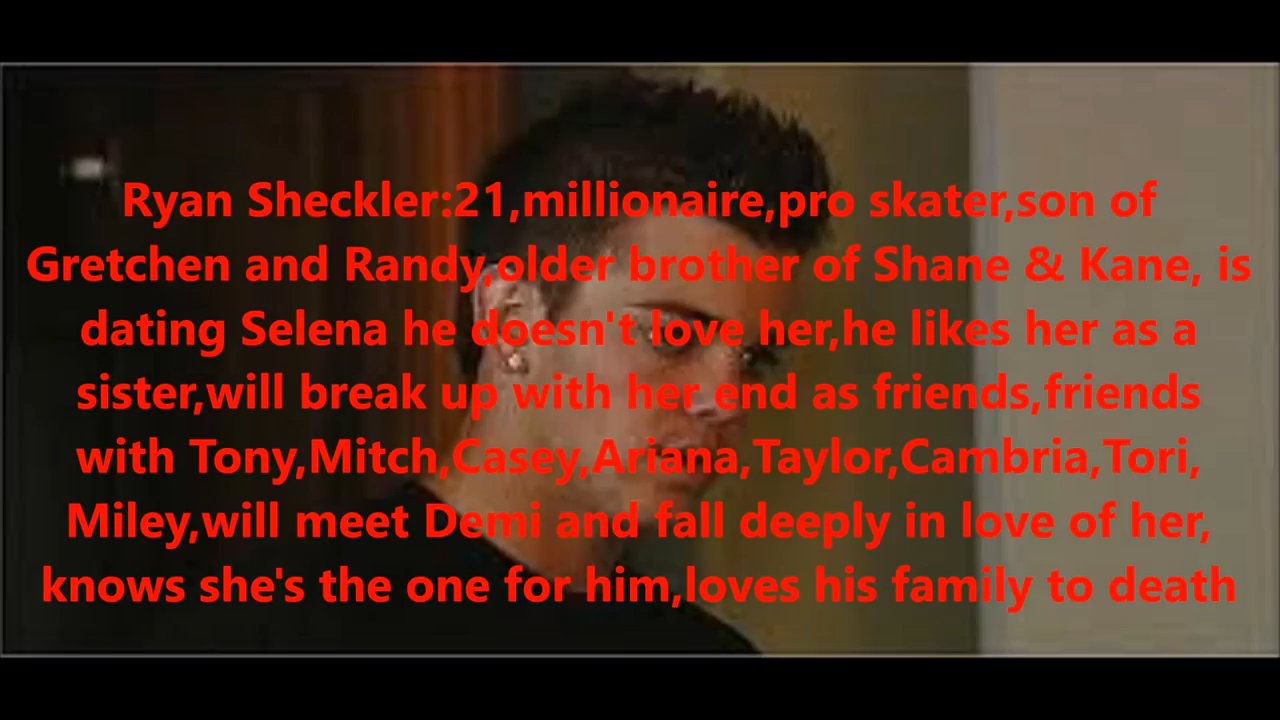 Ryan Sheckler:21,millionaire,pro skater,son of
Gretchen and Randy,older brother of Shane & Kane, is
dating Selena he doesn't love her,he likes her as a
sister,will break up with her end as friends,friends
with Tony,Mitch,Casey,Ariana,Taylor,Cambria,Tori,
Miley,will meet Demi and fall deeply in love of her,
knows she's the one for him,loves his family to death